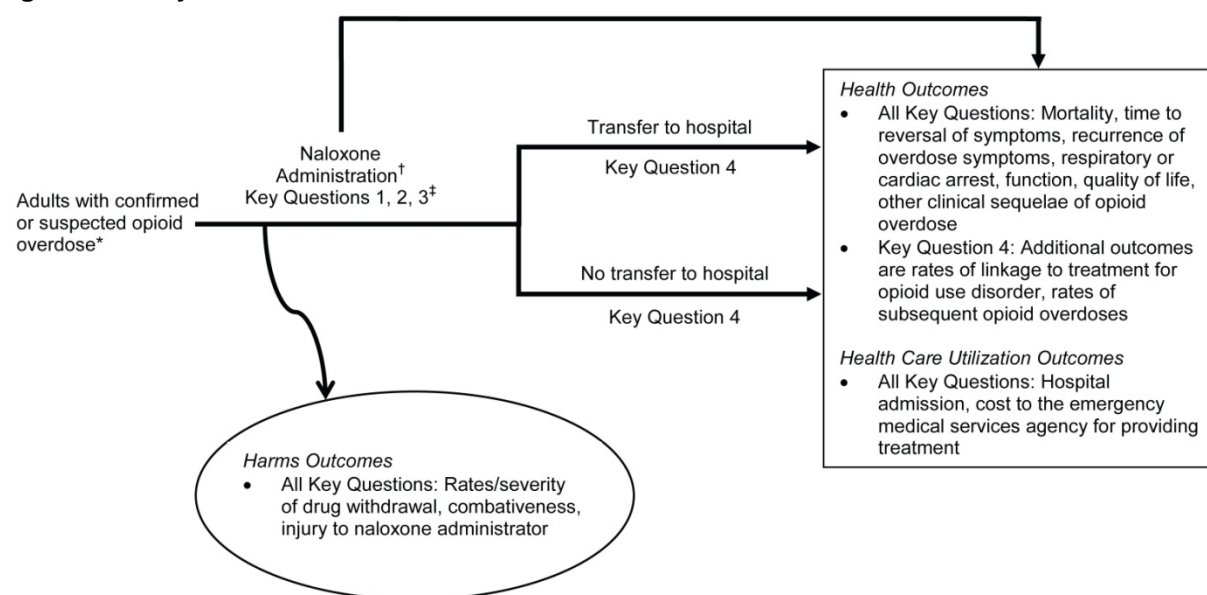 Transfer to hospital
Key Question 4
Naloxone
Administration†
Key Questions 1, 2, 3‡
Adults with confirmed
or suspected opioid
overdose*
No transfer to hospital
Key Question 4
Health Outcomes
• All Key Questions: Mortality, time to
reversal of symptoms, recurrence of
overdose symptoms, respiratory or
cardiac arrest, function, quality of life,
other clinical sequelae of opioid
overdose
• Key Question 4: Additional outcomes
are rates of linkage to treatment for
opioid use disorder, rates of
subsequent opioid overdoses
Health Care Utilization Outcomes
• All Key Questions: Hospital
admission, cost to the emergency
medical services agency for providing
treatment
Harms Outcomes
• All Key Questions: Rates/severity
of drug withdrawal, combativeness,
injury to naloxone administrator